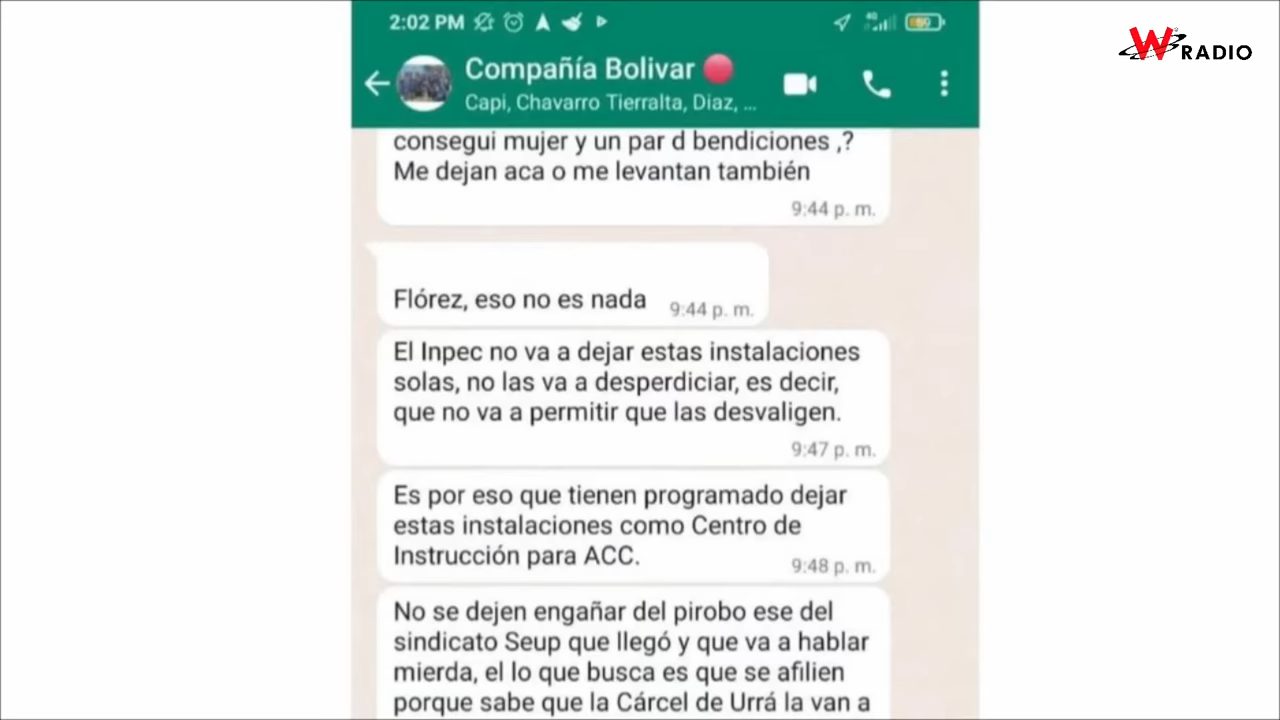 2:02 PM
4G
59
W RADIO
Compañía Bolivar
Capi, Chavarro Tierralta, Diaz, ...
consegui mujer y un par d bendiciones ,?
Me dejan aca o me levantan también
9:44 p. m.
Flórez, eso no es nada
9:44 p. m.
El Inpec no va a dejar estas instalaciones
solas, no las va a desperdiciar, es decir,
que no va a permitir que las desvaligen.
9:47 p. m.
Es por eso que tienen programado dejar
estas instalaciones como Centro de
Instrucción para ACC.
9:48 p. m.
No se dejen engañar del pirobo ese del
sindicato Seup que llegó y que va a hablar
mierda, el lo que busca es que se afilien
porque sabe que la Cárcel de Urrá la van a